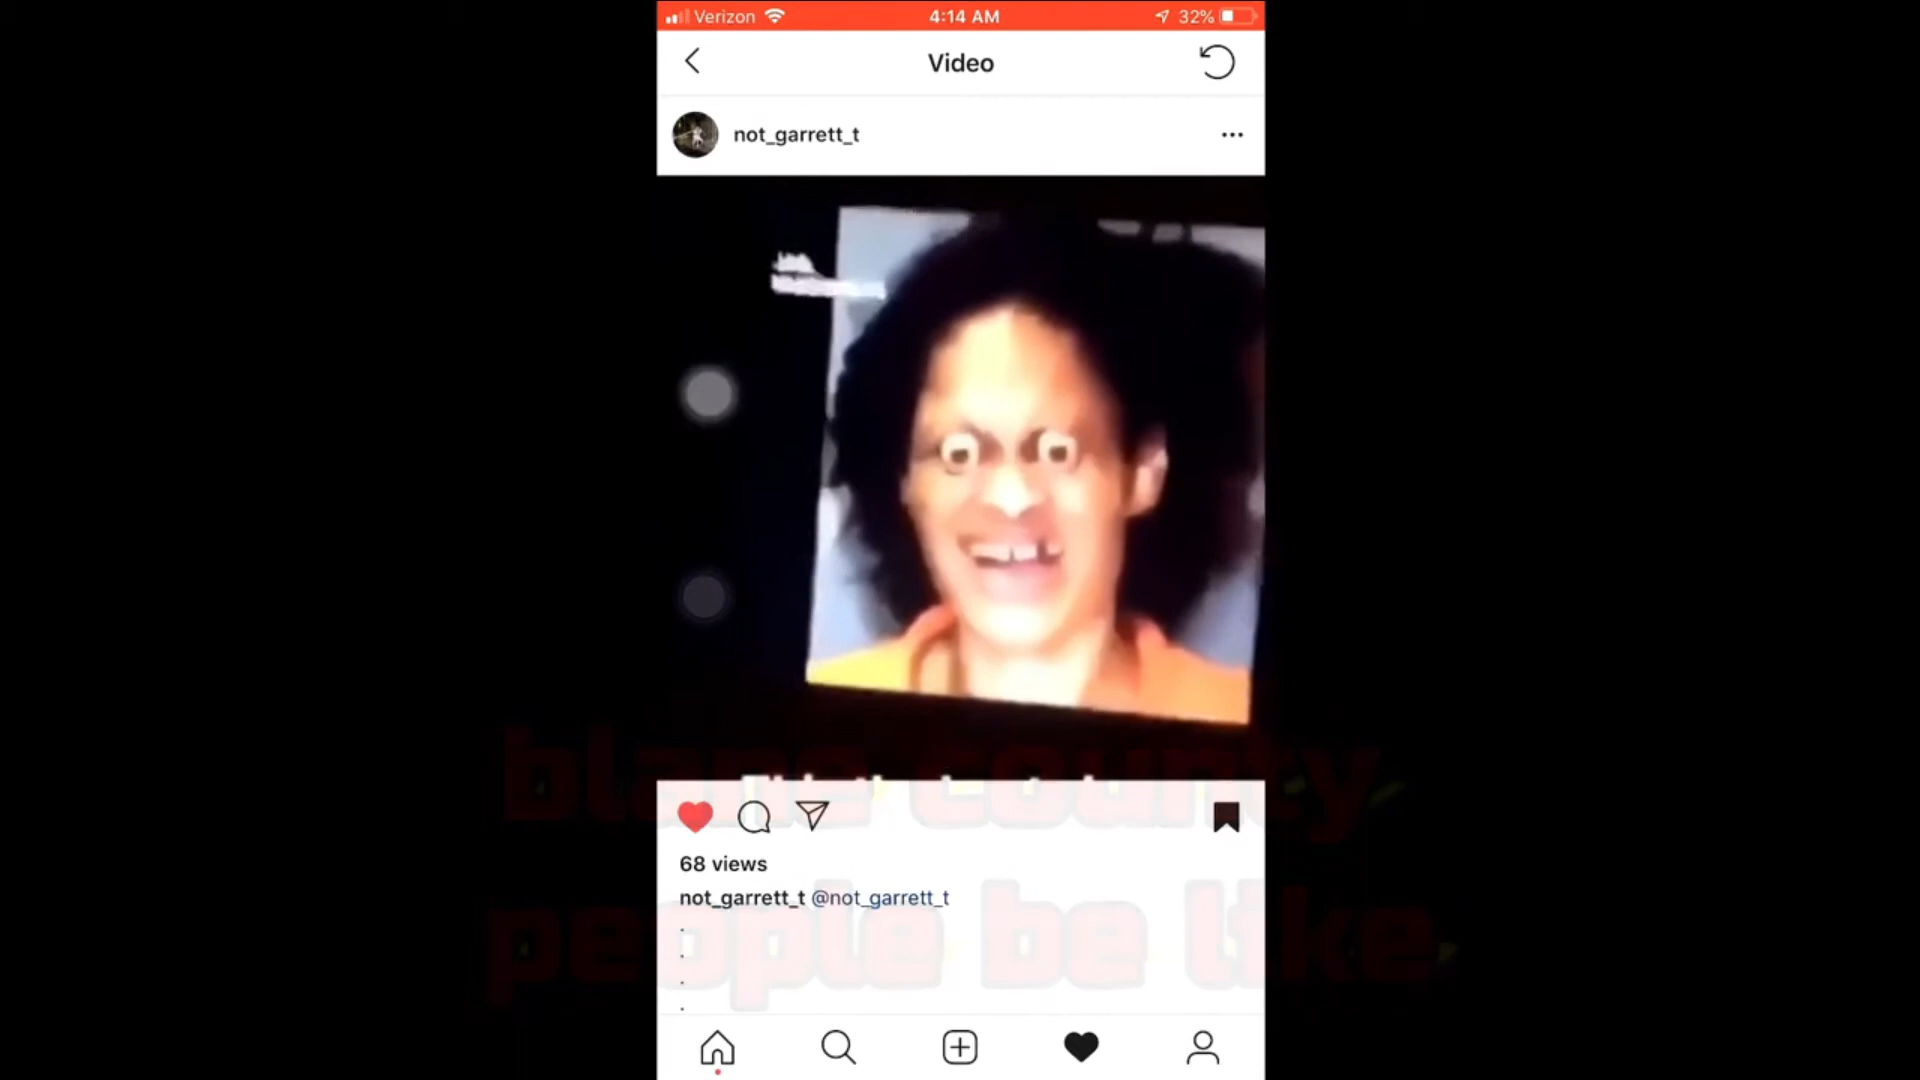 Verizon 4:14 AM 32%
Video
not_garrett_t
blane county
people be like
68 views
not_garrett_t @not_garrett_t
.
.
.
.